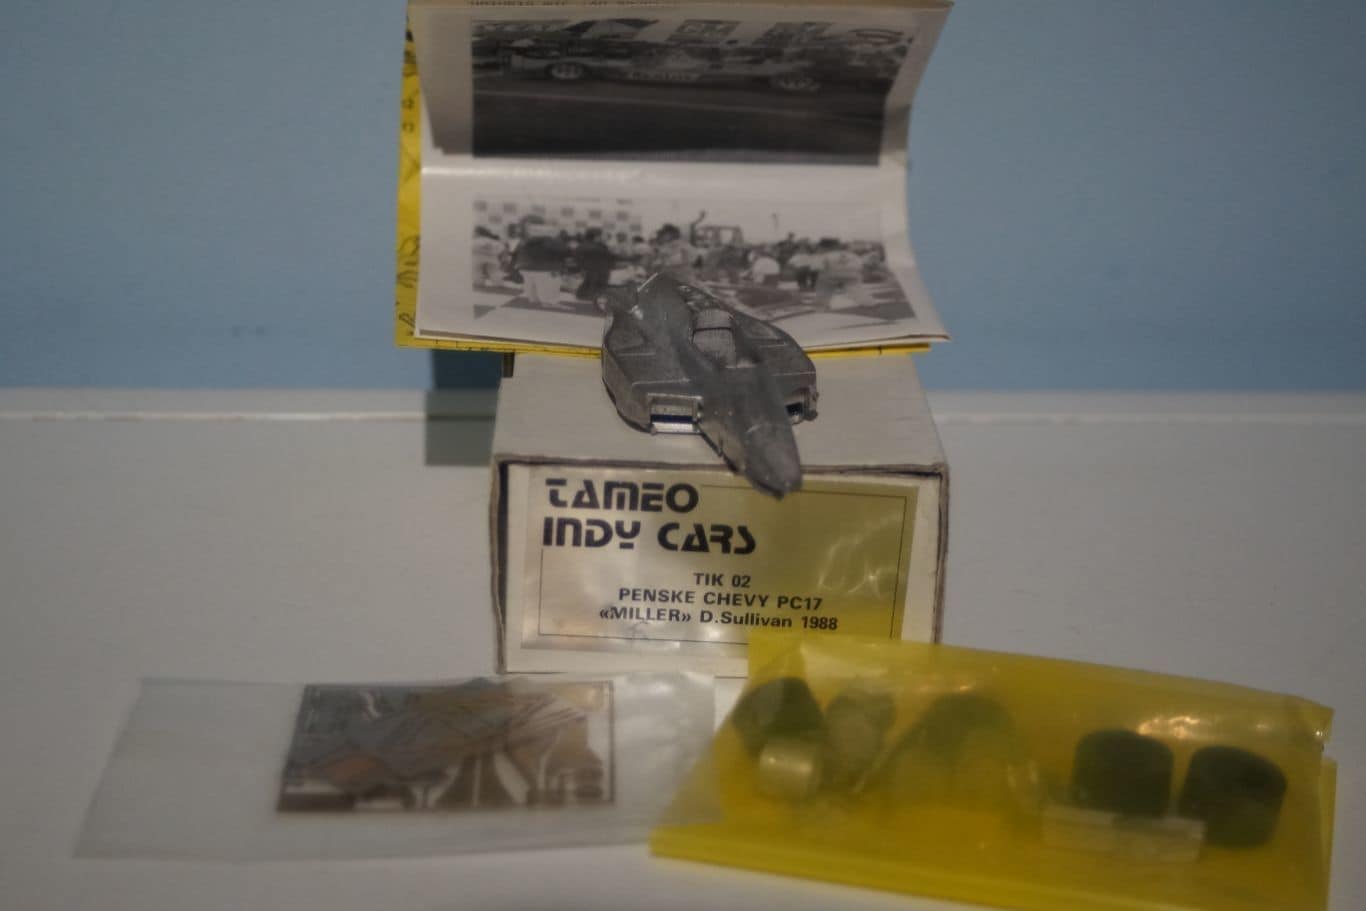 TAMEO
INDY CARS
TIK 02
PENSKE CHEVY PC17
«MILLER» D.Sullivan 1988